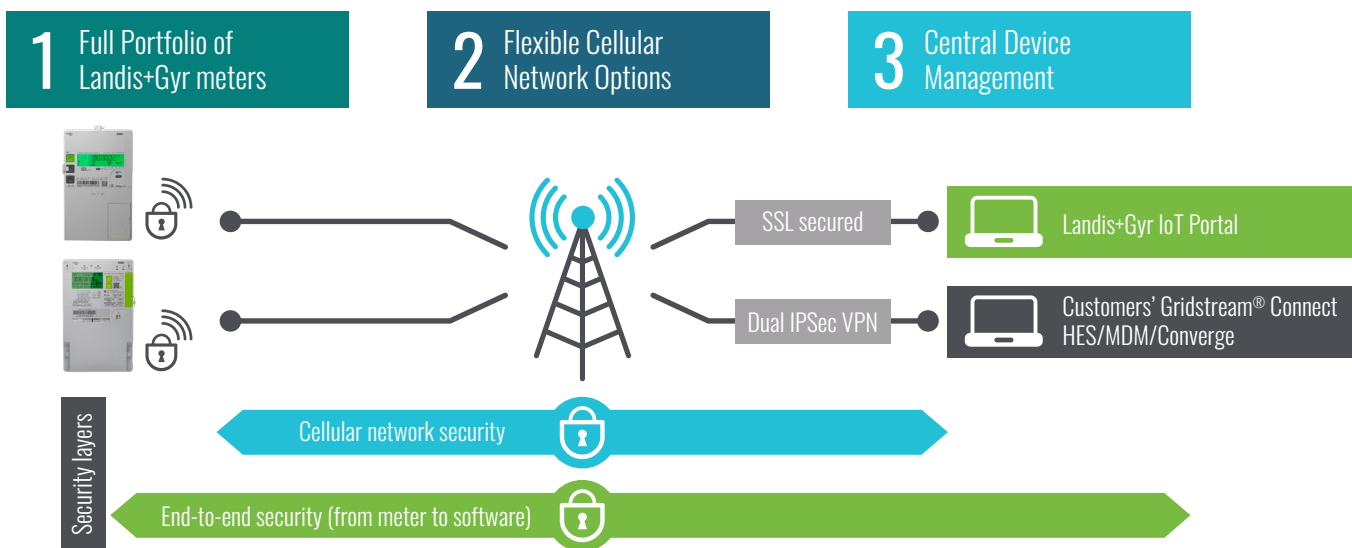 1
Full Portfolio of
Landis+Gyr meters
2
Flexible Cellular
Network Options
3
Central Device
Management
SSL secured
Landis+Gyr IoT Portal
Dual IPSec VPN
Customers' Gridstream® Connect
HES/MDM/Converge
Security layers
Cellular network security
End-to-end security (from meter to software)